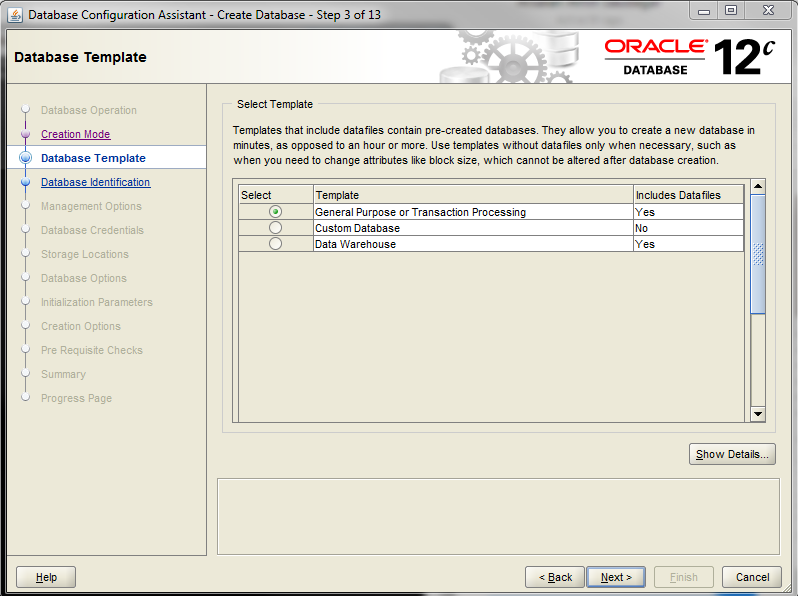 Database Configuration Assistant - Create Database - Step 3 of 13
Database Template
ORACLE®
DATABASE
12c
Database Operation
Creation Mode
Database Template
Database Identification
Management Options
Database Credentials
Storage Locations
Database Options
Initialization Parameters
Creation Options
Pre Requisite Checks
Summary
Progress Page
Select Template
Templates that include datafiles contain pre-created databases. They allow you to create a new database in
minutes, as opposed to an hour or more. Use templates without datafiles only when necessary, such as
when you need to change attributes like block size, which cannot be altered after database creation.
Select Template Includes Datafiles
General Purpose or Transaction Processing Yes
Custom Database No
Data Warehouse Yes
Show Details...
Help
< Back
Next >
Finish
Cancel